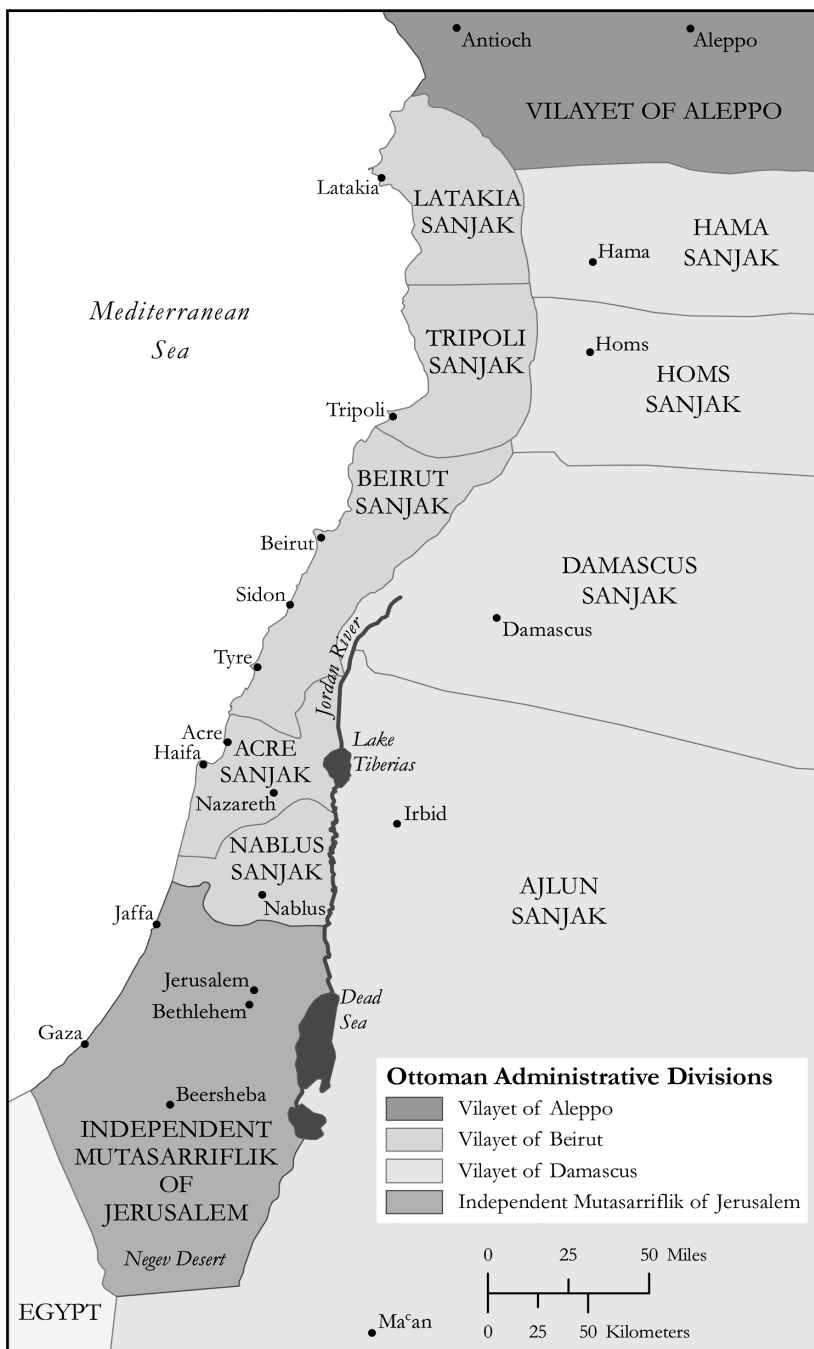 Antioch
Aleppo
VILAYET OF ALEPPO
Latakia
LATAKIA
SANJAK
HAMA
SANJAK
Hama
Mediterranean
Sea
TRIPOLI
SANJAK
Homs
HOMS
SANJAK
Tripoli
BEIRUT
SANJAK
Beirut
DAMASCUS
SANJAK
Sidon
Damascus
Jordan River
Tyre
Acre
Haifa
ACRE
SANJAK
Lake
Tiberias
Nazareth
Irbid
NABLUS
SANJAK
Nablus
AJLUN
SANJAK
Jaffa
Jerusalem
Bethlehem
Dead
Sea
Gaza
Beersheba
INDEPENDENT
MUTASARRIFLIK
OF
JERUSALEM
Negev Desert
EGYPT
Maᶜan
Ottoman Administrative Divisions
Vilayet of Aleppo
Vilayet of Beirut
Vilayet of Damascus
Independent Mutasarriflik of Jerusalem
0 25 50 Miles
0 25 50 Kilometers